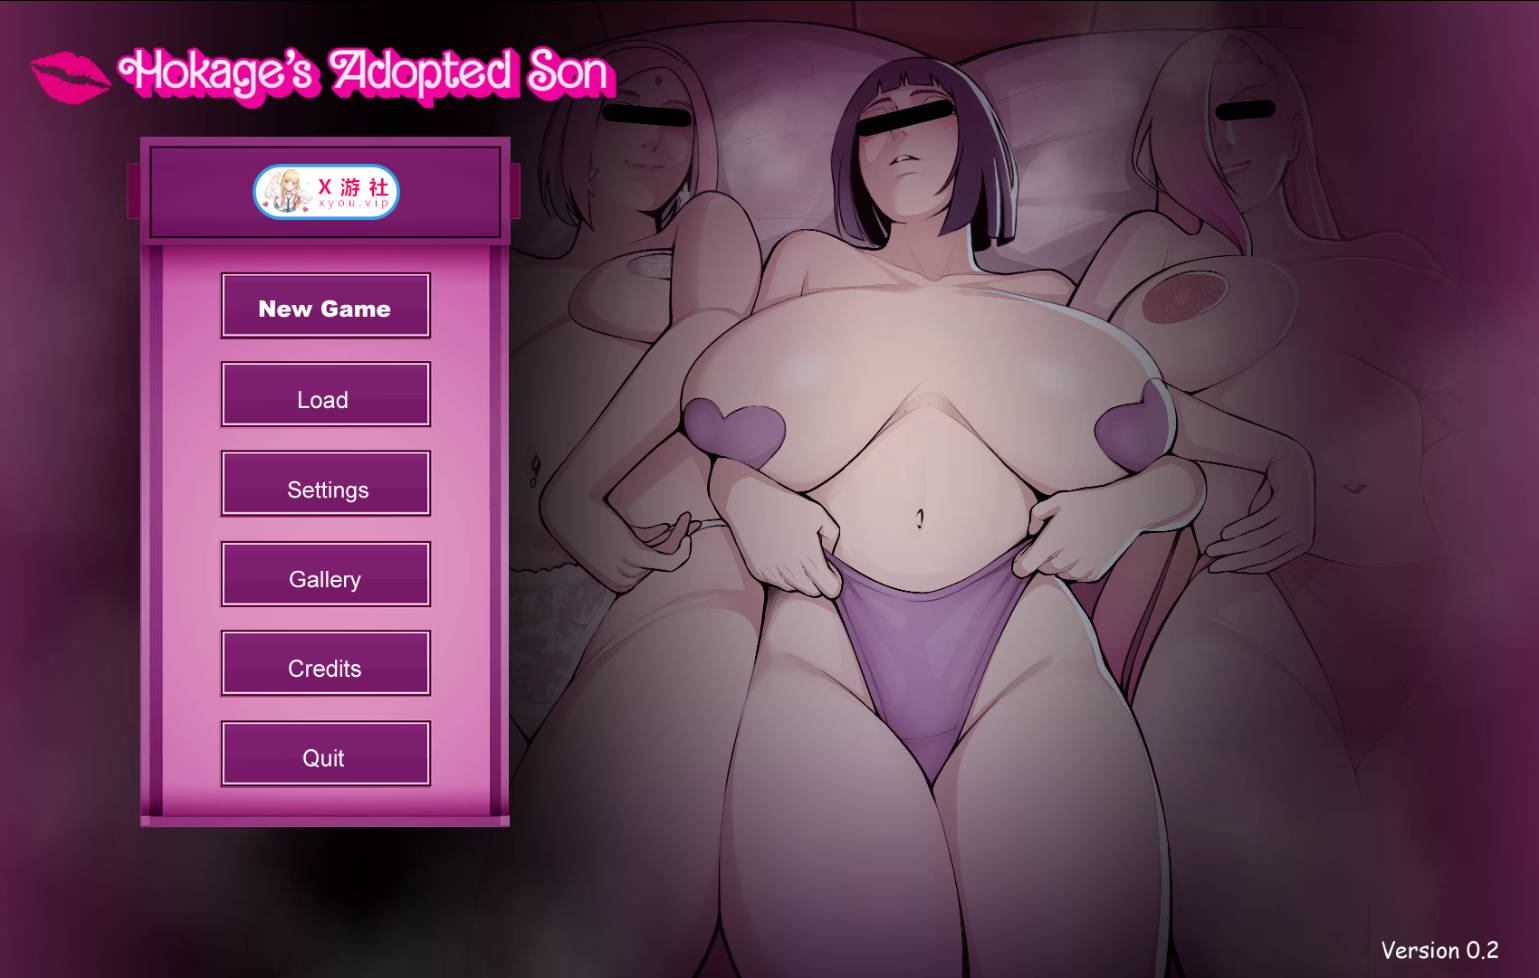 Hokage's Adopted Son
X 游 社
xyou.vip
New Game
Load
Settings
Gallery
Credits
Quit
Version 0.2